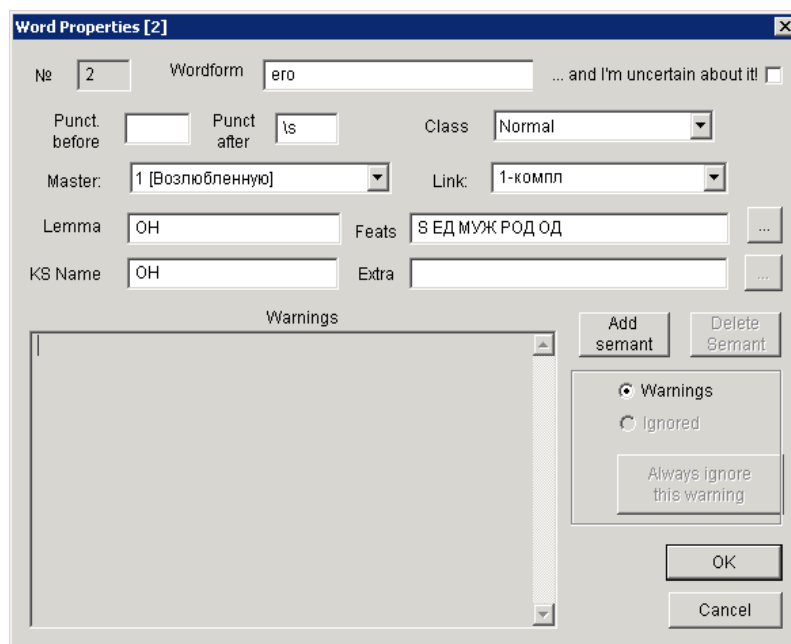 Word Properties [2]
№ 2 Wordform его ... and I'm uncertain about it!
Punct. before Punct after \s Class Normal
Master: 1 [Возлюбленную] Link: 1-компл
Lemma ОН Feats S ЕД МУЖ РОД ОД ...
KS Name ОН Extra ...
Warnings
Add semant
Delete Semant
Warnings
Ignored
Always ignore this warning
OK
Cancel